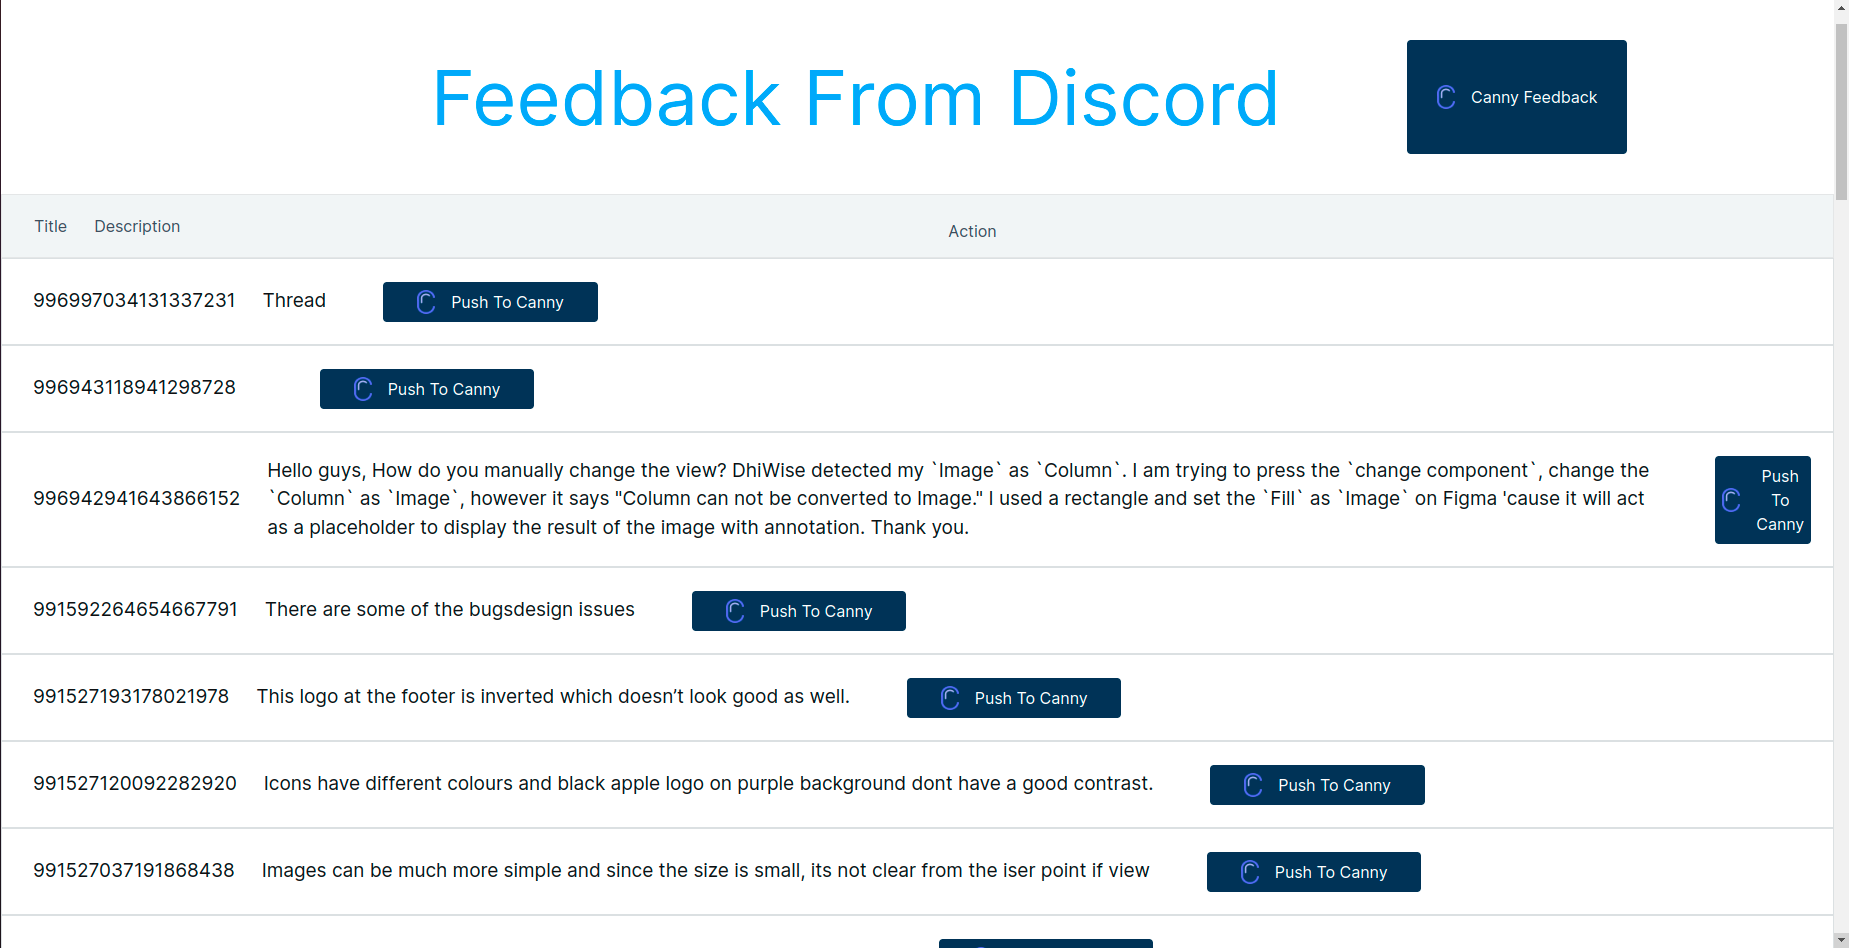 Feedback From Discord
Canny Feedback
Title Description Action
996997034131337231 Thread Push To Canny
996943118941298728 Push To Canny
Hello guys, How do you manually change the view? DhiWise detected my `Image` as `Column`. I am trying to press the `change component`, change the
996942941643866152 `Column` as `Image`, however it says "Column can not be converted to Image." I used a rectangle and set the `Fill` as `Image` on Figma 'cause it will act
as a placeholder to display the result of the image with annotation. Thank you.
Push
To
Canny
991592264654667791 There are some of the bugsdesign issues Push To Canny
991527193178021978 This logo at the footer is inverted which doesn’t look good as well. Push To Canny
991527120092282920 Icons have different colours and black apple logo on purple background dont have a good contrast. Push To Canny
991527037191868438 Images can be much more simple and since the size is small, its not clear from the iser point if view Push To Canny